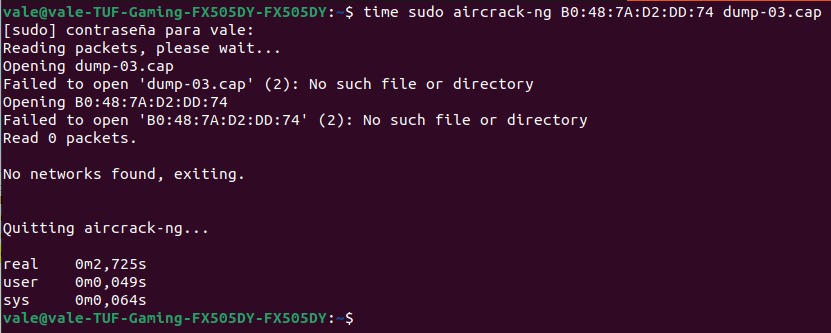 vale@vale-TUF-Gaming-FX505DY-FX505DY:~$ time sudo aircrack-ng B0:48:7A:D2:DD:74 dump-03.cap
[sudo] contraseña para vale:
Reading packets, please wait...
Opening dump-03.cap
Failed to open 'dump-03.cap' (2): No such file or directory
Opening B0:48:7A:D2:DD:74
Failed to open 'B0:48:7A:D2:DD:74' (2): No such file or directory
Read 0 packets.

No networks found, exiting.

Quitting aircrack-ng...

real    0m2,725s
user    0m0,049s
sys     0m0,064s
vale@vale-TUF-Gaming-FX505DY-FX505DY:~$